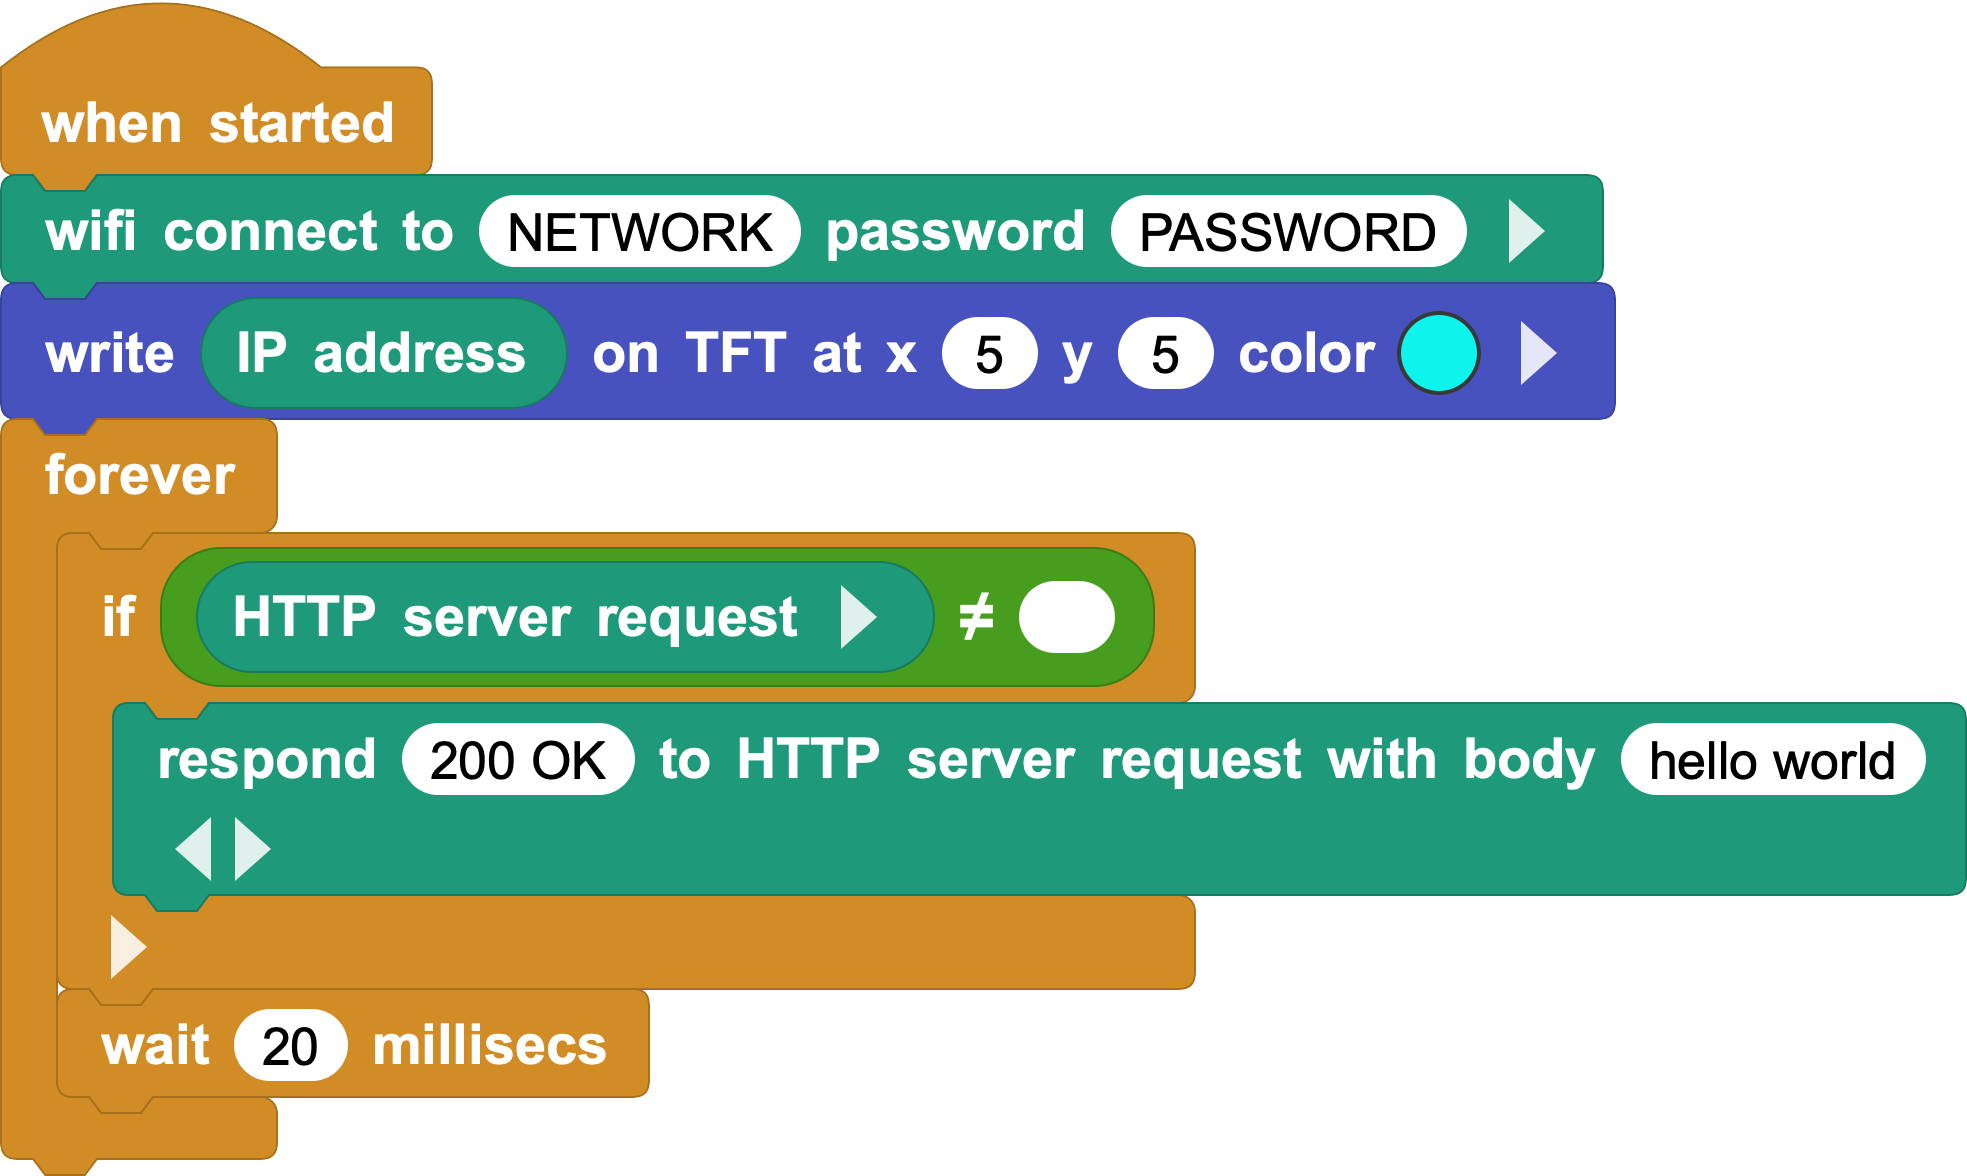 when started
wifi connect to NETWORK password PASSWORD
write IP address on TFT at x 5 y 5 color
forever
if HTTP server request ≠
respond 200 OK to HTTP server request with body hello world
wait 20 millisecs